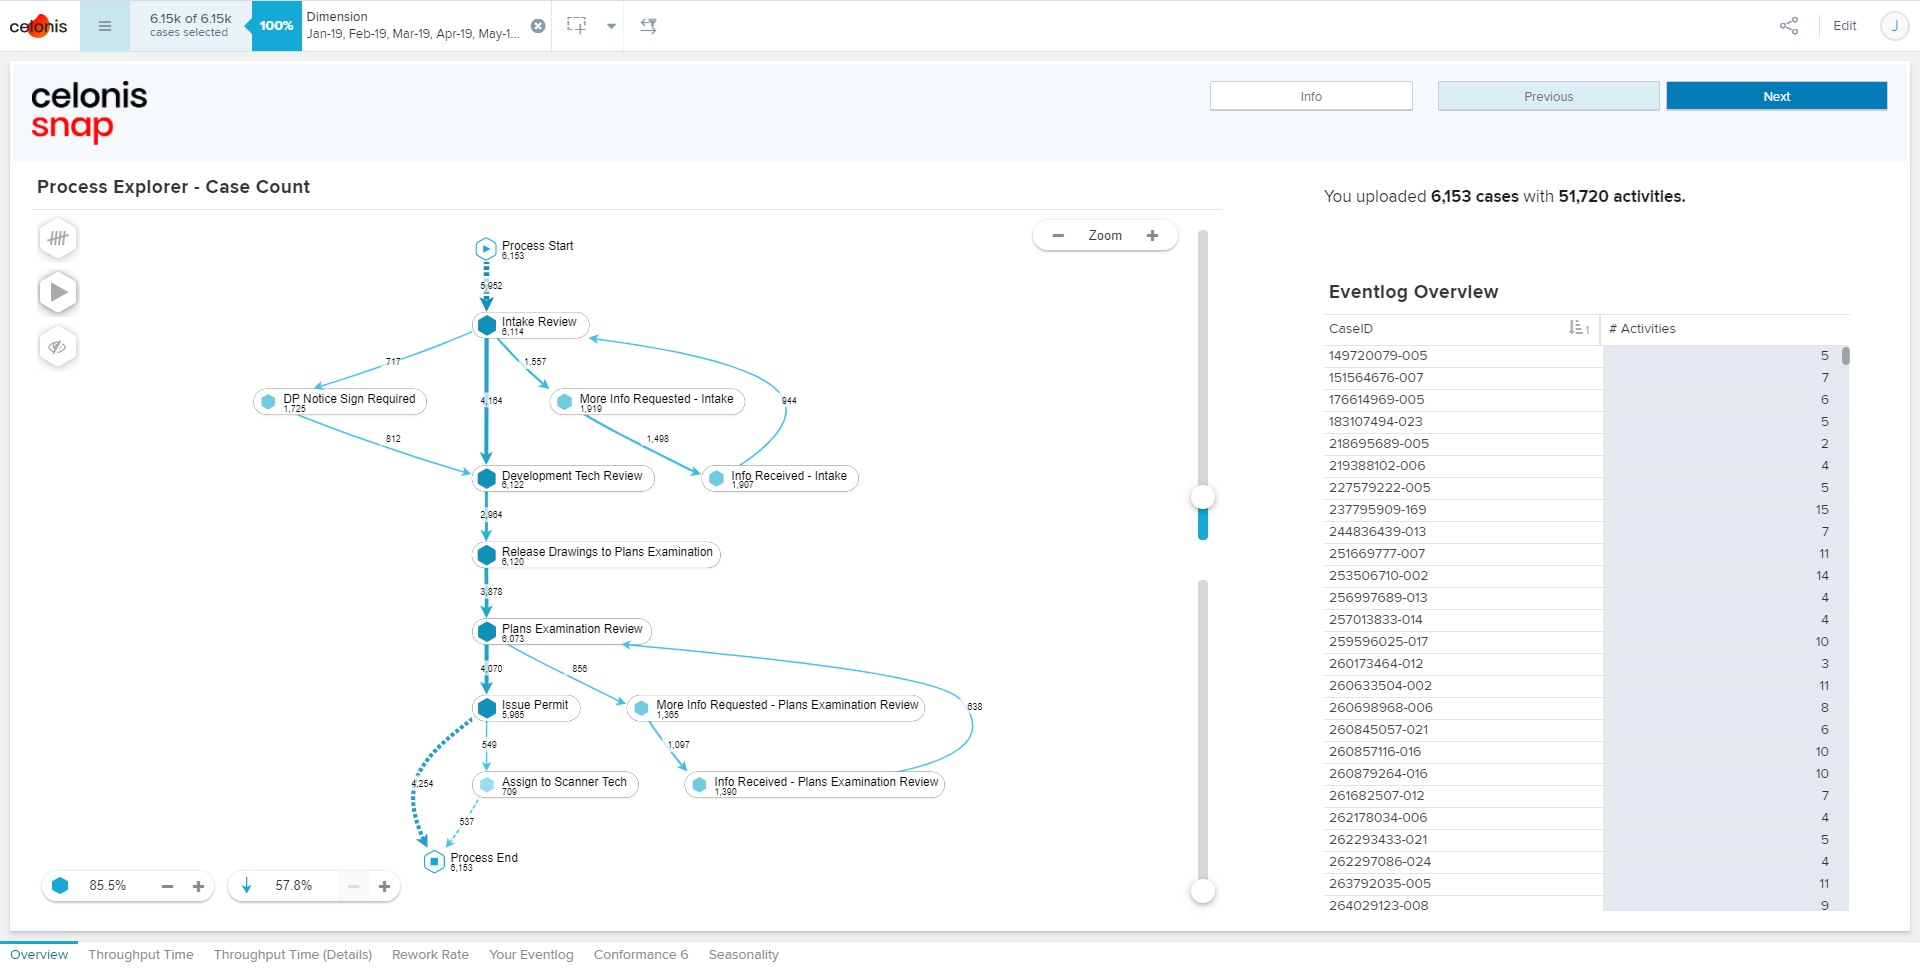 celonis
6.15k of 6.15k
cases selected
100%
Dimension
Jan-19, Feb-19, Mar-19, Apr-19, May-1...
Edit
J
celonis
snap
Info
Previous
Next
Process Explorer - Case Count
You uploaded 6,153 cases with 51,720 activities.
Zoom
Process Start
6,153
5,952
Intake Review
6,114
717
1,557
DP Notice Sign Required
1,725
4,164
More Info Requested - Intake
1,919
944
812
1,498
Development Tech Review
6,122
Info Received - Intake
1,907
2,964
Release Drawings to Plans Examination
6,120
3,878
Plans Examination Review
6,073
4,070
856
Issue Permit
5,965
More Info Requested - Plans Examination Review
1,365
638
549
1,097
4,254
Assign to Scanner Tech
709
Info Received - Plans Examination Review
1,390
537
Process End
6,153
85.5%
57.8%
Eventlog Overview
CaseID 1 # Activities
149720079-005 5
151564676-007 7
176614969-005 6
183107494-023 5
218695689-005 2
219388102-006 4
227579222-005 5
237795909-169 15
244836439-013 7
251669777-007 11
253506710-002 14
256997689-013 4
257013833-014 4
259596025-017 10
260173464-012 3
260633504-002 11
260698968-006 8
260845057-021 6
260857116-016 10
260879264-016 10
261682507-012 7
262178034-006 4
262293433-021 5
262297086-024 4
263792035-005 11
264029123-008 9
Overview
Throughput Time
Throughput Time (Details)
Rework Rate
Your Eventlog
Conformance 6
Seasonality